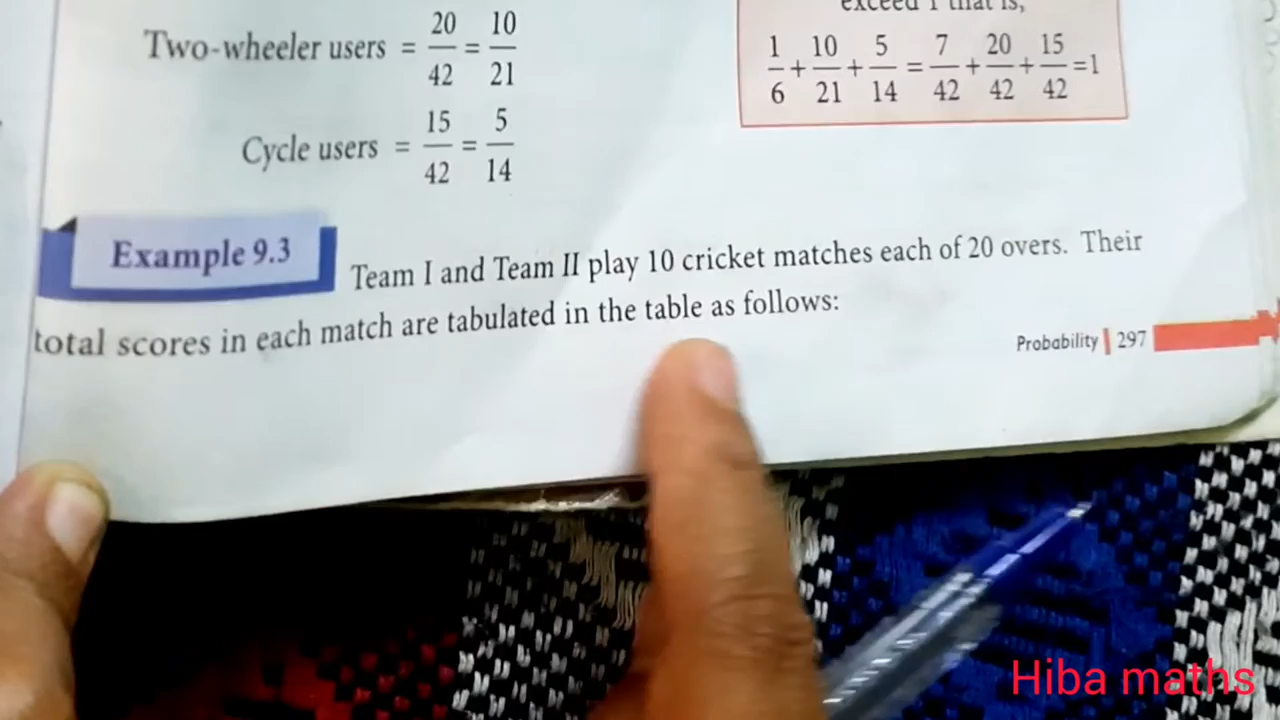 exceed 1 that is,
Two-wheeler users = 20/42 = 10/21
1/6 + 10/21 + 5/14 = 7/42 + 20/42 + 15/42 =1
Cycle users = 15/42 = 5/14
Example 9.3 Team I and Team II play 10 cricket matches each of 20 overs. Their
total scores in each match are tabulated in the table as follows:
Probability | 297
Hiba maths